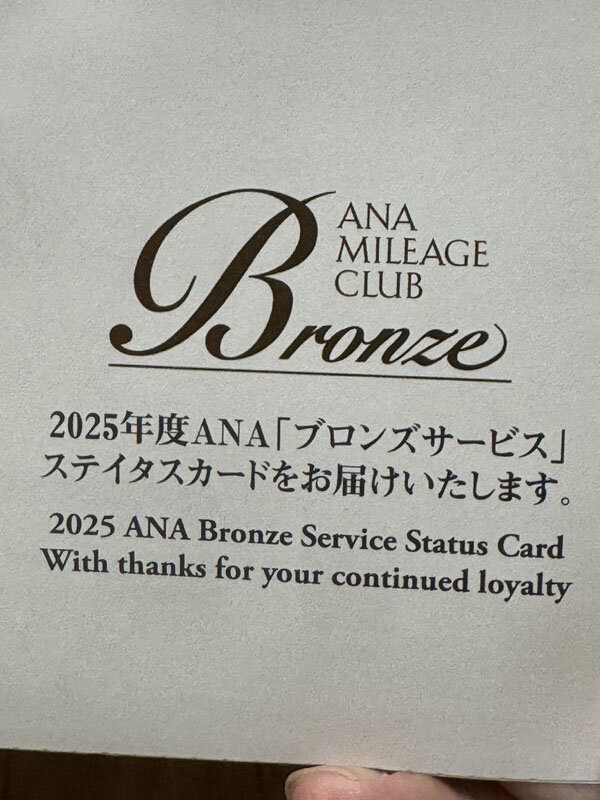 ANA
MILEAGE
CLUB
Bronze
2025年度ANA「ブロンズサービス」
ステイタスカードをお届けいたします。
2025 ANA Bronze Service Status Card
With thanks for your continued loyalty